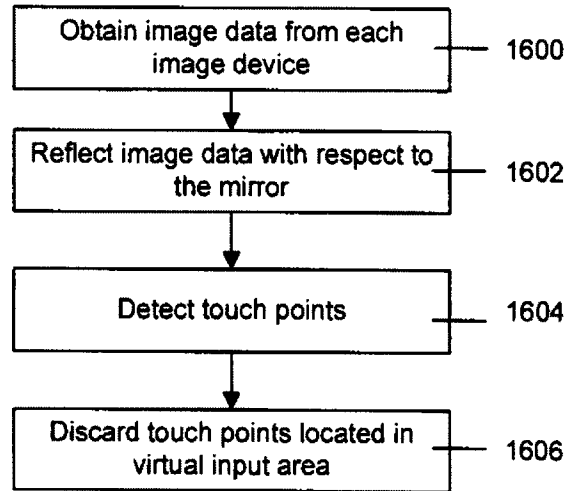 Obtain image data from each
image device
1600
Reflect image data with respect to
the mirror
1602
Detect touch points
1604
Discard touch points located in
virtual input area
1606